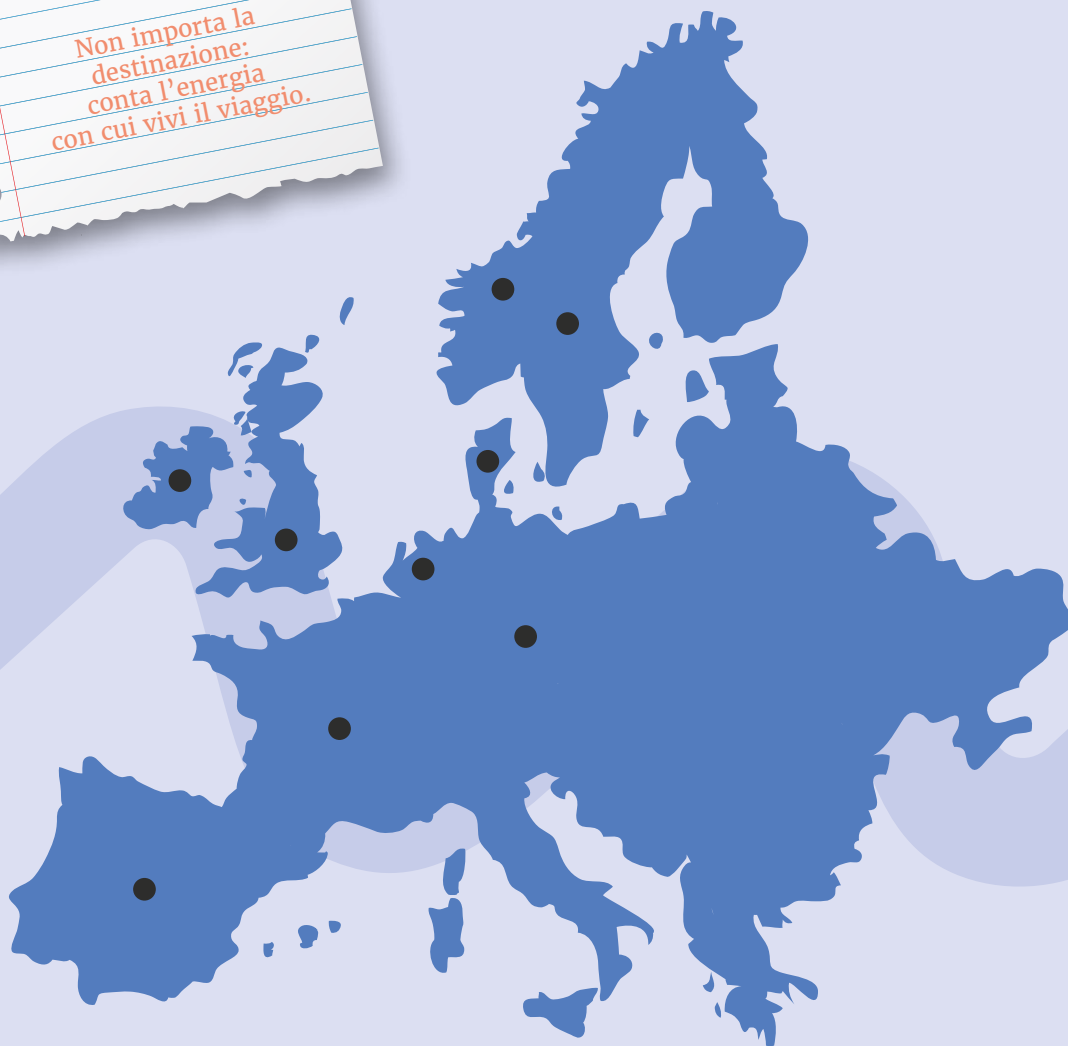 Non importa la
destinazione:
conta l’energia
con cui vivi il viaggio.